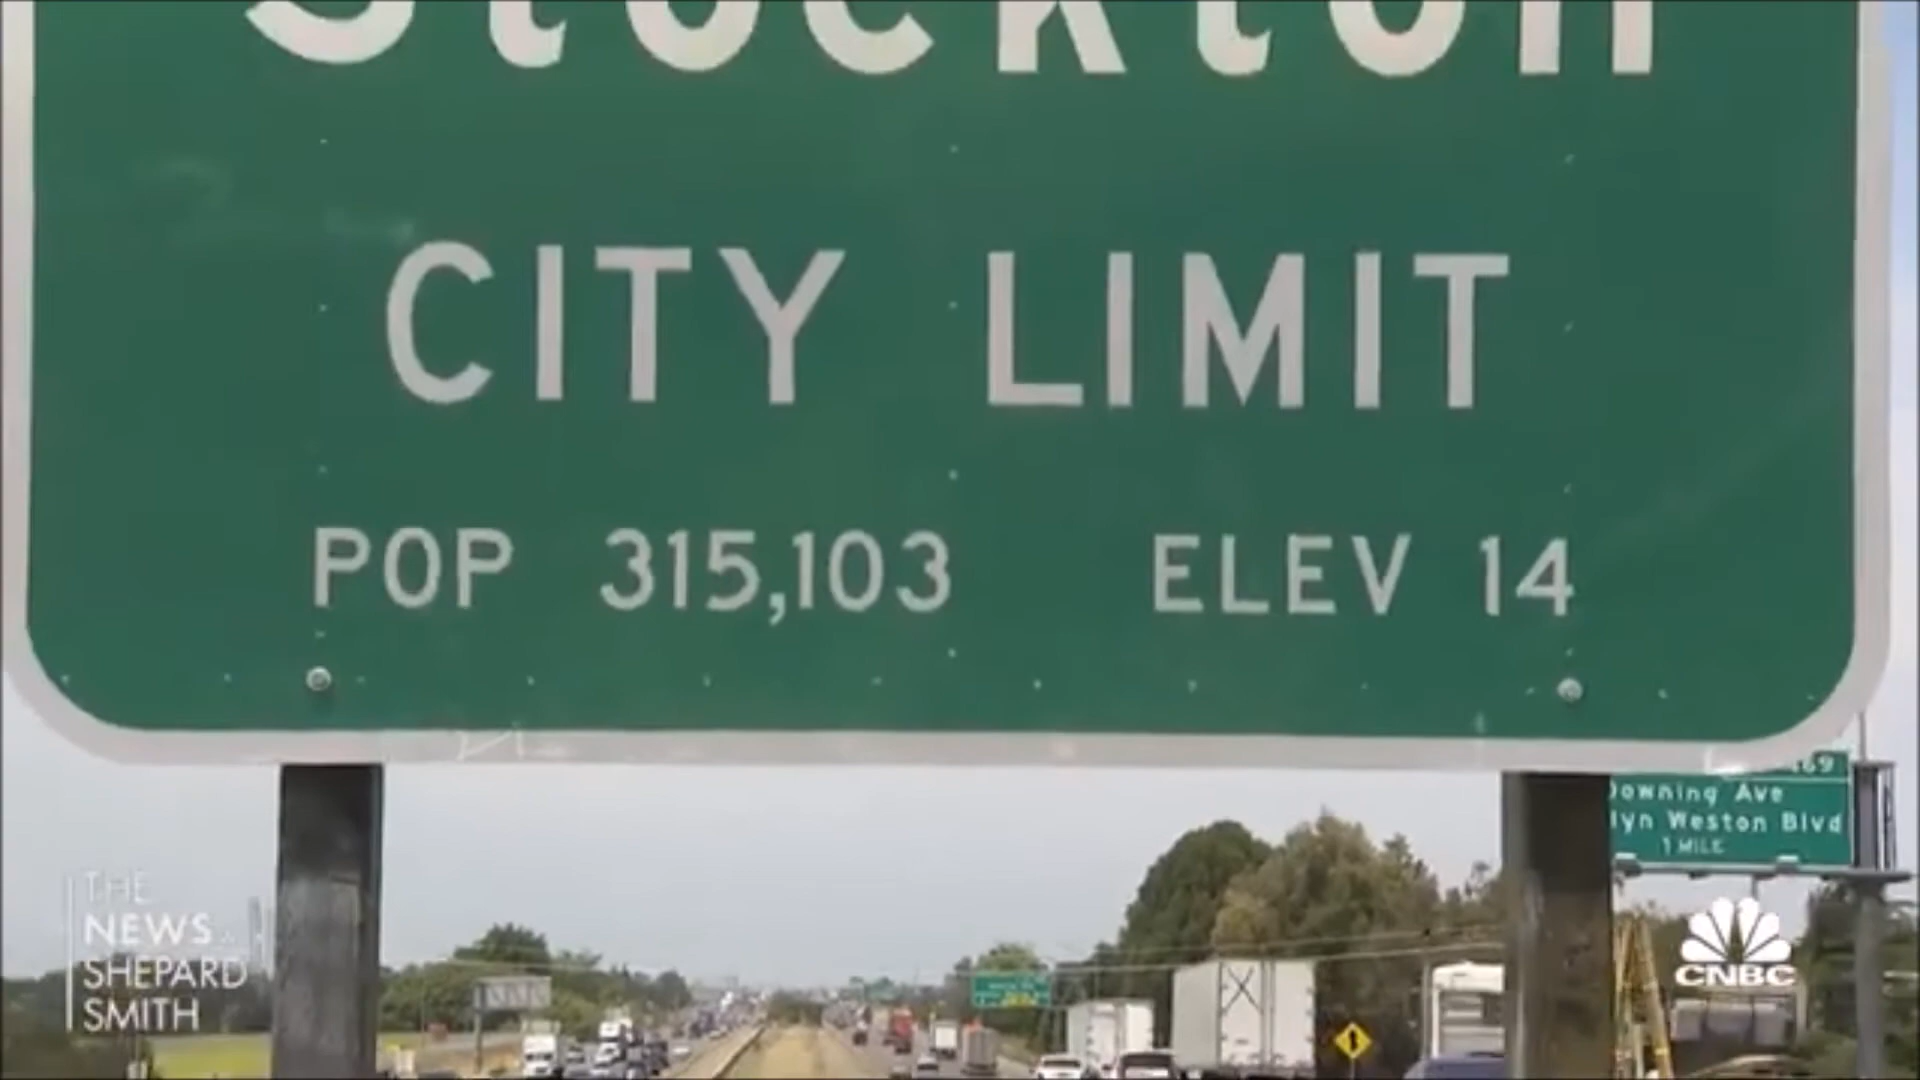 Stockton
CITY LIMIT
POP 315,103 ELEV 14
Downing Ave
lyn Weston Blvd
1 MILE
THE
NEWS
SHEPARD
SMITH
CNBC